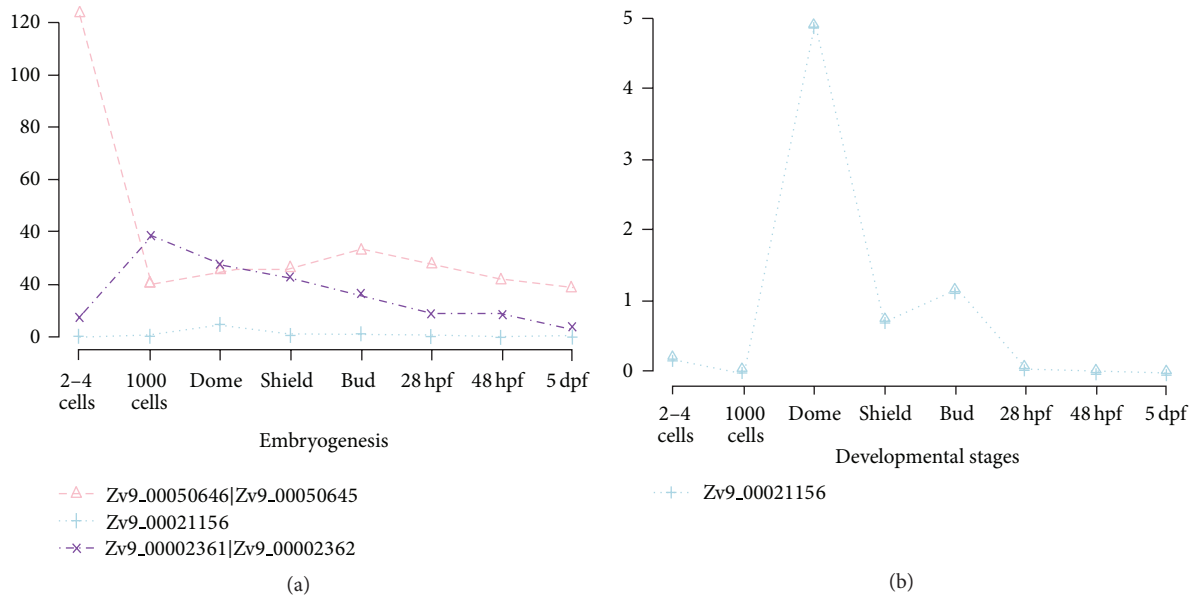 120
100
80
60
40
40
0
2–4 cells
1000 cells
Dome
Shield
Bud
28 hpf
48 hpf
5 dpf
Embryogenesis
Zv9_00050646|Zv9_00050645
Zv9_00021156
Zv9_00002361|Zv9_00002362
(a)
5
4
3
2
1
0
2–4 cells
1000 cells
Dome
Shield
Bud
28 hpf
48 hpf
5 dpf
Developmental stages
Zv9_00021156
(b)